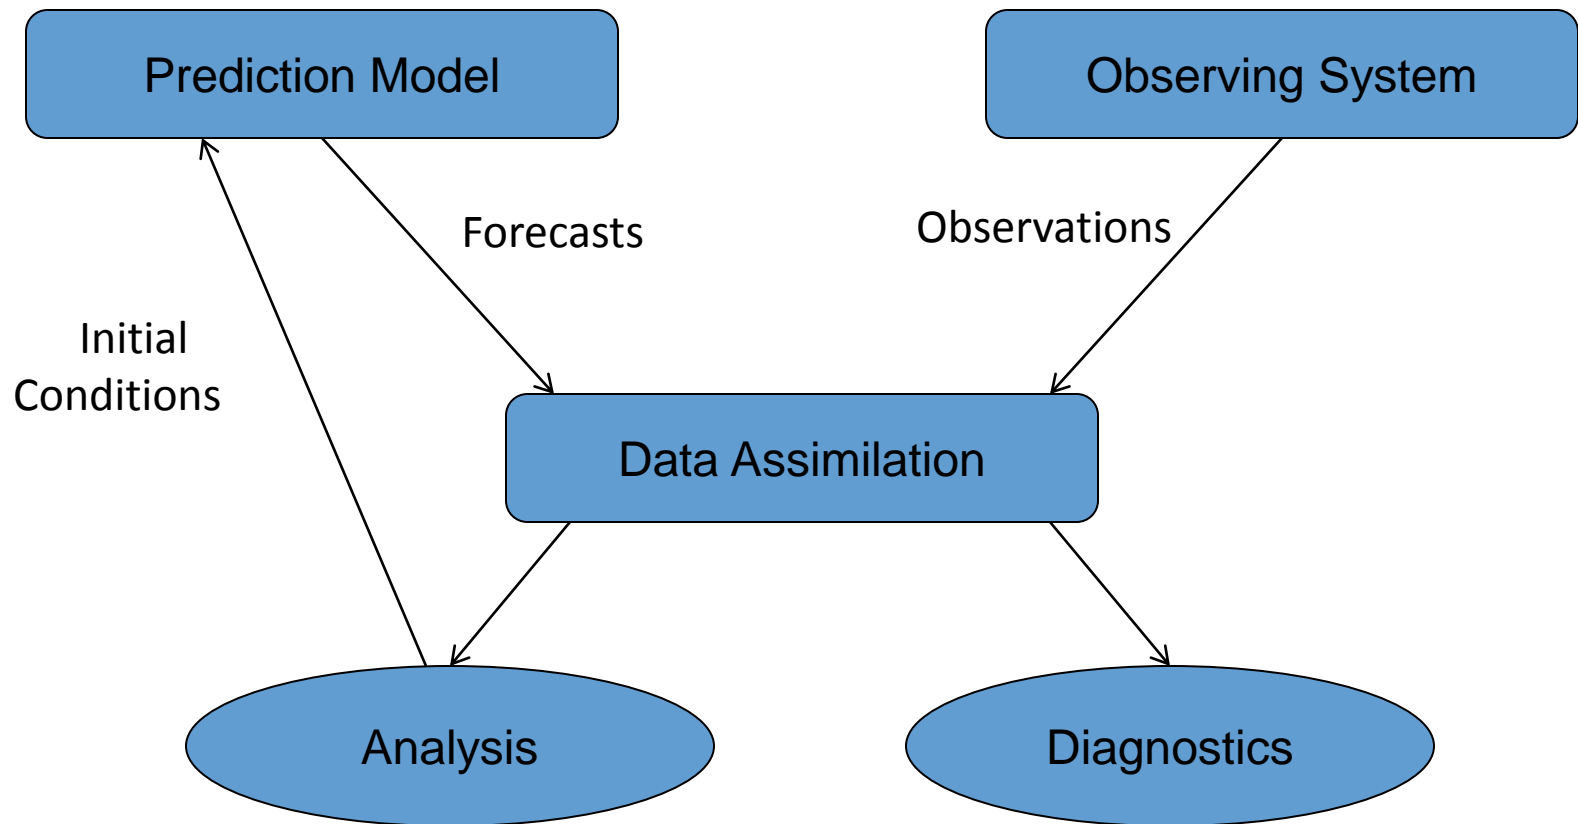 Prediction Model
Observing System
Forecasts
Observations
Initial
Conditions
Data Assimilation
Analysis
Diagnostics